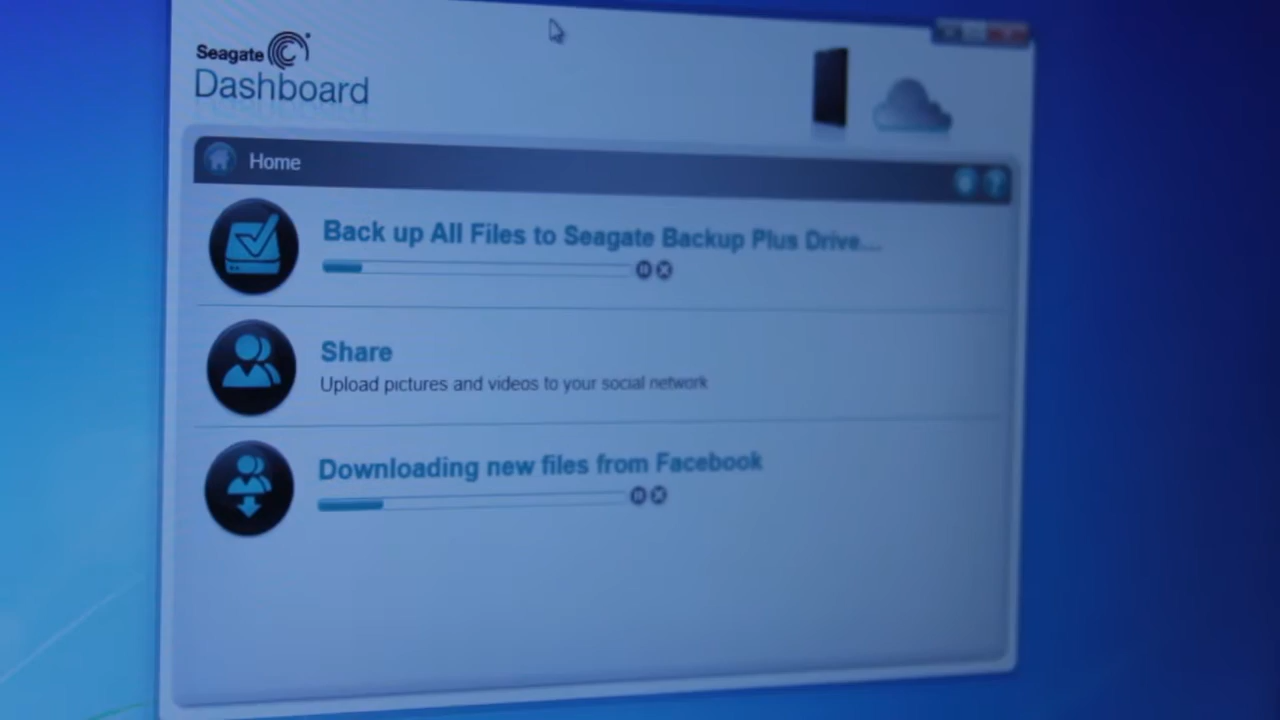 Seagate
Dashboard
Home
Back up All Files to Seagate Backup Plus Drive...
Share
Upload pictures and videos to your social network
Downloading new files from Facebook